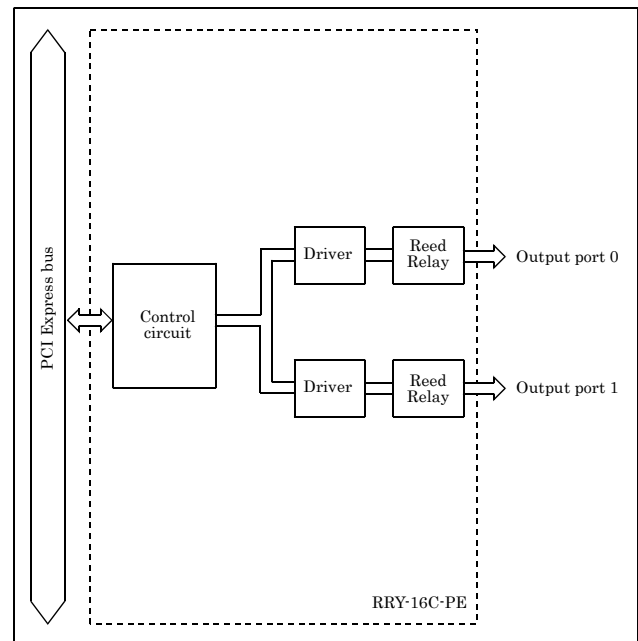 PCI Express bus
Control
circuit
Driver
Reed
Relay
Output port 0
Driver
Reed
Relay
Output port 1
RRY-16C-PE